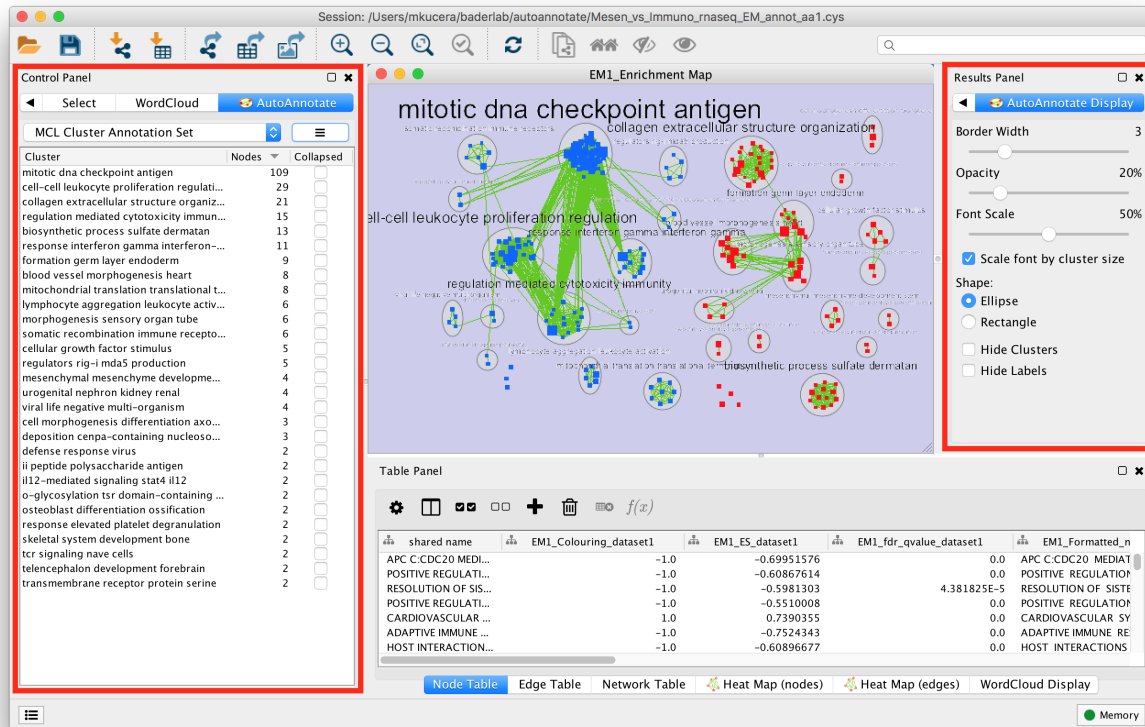 Session: /Users/mkucera/baderlab/autoannotate/Mesen_vs_Immuno_rnaseq_EM_annot_aa1.cys
Control Panel
Select
WordCloud
AutoAnnotate
MCL Cluster Annotation Set
Cluster Nodes Collapsed
mitotic dna checkpoint antigen 109
cell-cell leukocyte proliferation regulati... 29
collagen extracellular structure organiz... 21
regulation mediated cytotoxicity immun... 15
biosynthetic process sulfate dermatan 13
response interferon gamma interferon-... 11
formation germ layer endoderm 9
blood vessel morphogenesis heart 8
mitochondrial translation translational t... 8
lymphocyte aggregation leukocyte activ... 6
morphogenesis sensory organ tube 6
somatic recombination immune recepto... 6
cellular growth factor stimulus 5
regulators rig-i mda5 production 5
mesenchymal mesenchyme developme... 4
urogenital nephron kidney renal 4
viral life negative multi-organism 4
cell morphogenesis differentiation axo... 3
deposition cenpa-containing nucleoso... 3
defense response virus 2
ii peptide polysaccharide antigen 2
il12-mediated signaling stat4 il12 2
o-glycosylation tsr domain-containing ... 2
osteoblast differentiation ossification 2
response elevated platelet degranulation 2
skeletal system development bone 2
tcr signaling nave cells 2
telencephalon development forebrain 2
transmembrane receptor protein serine 2
EM1_Enrichment Map
mitotic dna checkpoint antigen
somatic recombination immune receptors
collagen extracellular structure organization
formation germ layer endoderm
ell-cell leukocyte proliferation regulation
blood vessel morphogenesis heart
response interferon gamma interferon gamma
regulation mediated cytotoxicity immunity
lymphocyte aggregation leukocyte activation
biosynthetic process sulfate dermatan
Results Panel
AutoAnnotate Display
Border Width 3
Opacity 20%
Font Scale 50%
Scale font by cluster size
Shape:
Ellipse
Rectangle
Hide Clusters
Hide Labels
Table Panel
f(x)
shared name EM1_Colouring_dataset1 EM1_ES_dataset1 EM1_fdr_qvalue_dataset1 EM1_Formatted_n
APC C:CDC20 MEDI... -1.0 -0.69951576 0.0 APC C:CDC20 MEDIAT
POSITIVE REGULATI... -1.0 -0.60867614 0.0 POSITIVE REGULATION
RESOLUTION OF SIS... -1.0 -0.5981303 4.381825E-5 RESOLUTION OF SISTE
POSITIVE REGULATI... -1.0 -0.5510008 0.0 POSITIVE REGULATION
CARDIOVASCULAR ... 1.0 0.7390355 0.0 CARDIOVASCULAR SY
ADAPTIVE IMMUNE ... -1.0 -0.7524343 0.0 ADAPTIVE IMMUNE RE
HOST INTERACTION... -1.0 -0.60896677 0.0 HOST INTERACTIONS
Node Table
Edge Table
Network Table
Heat Map (nodes)
Heat Map (edges)
WordCloud Display
Memory